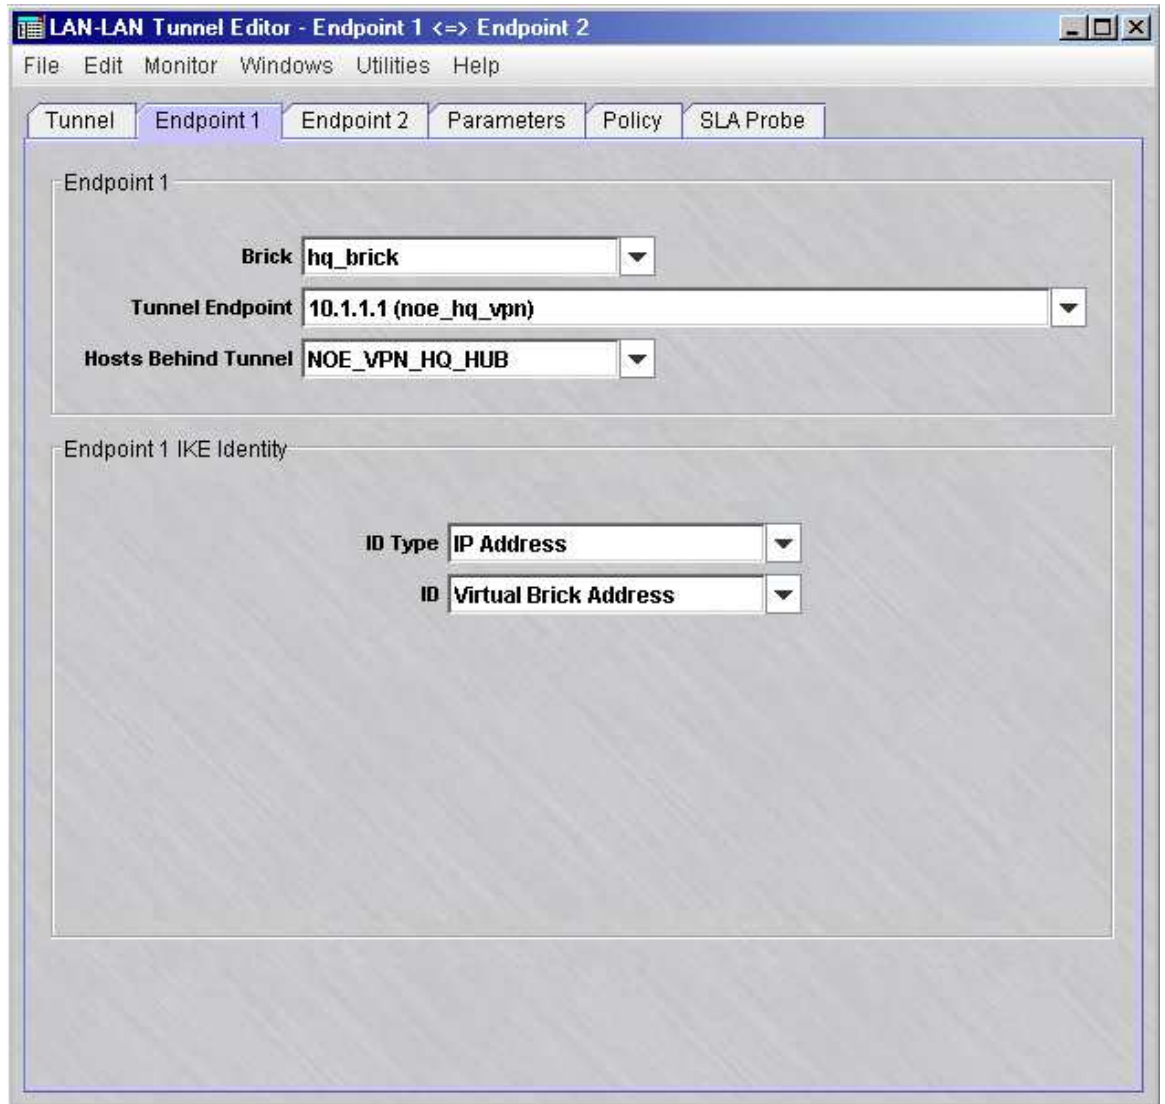 LAN-LAN Tunnel Editor - Endpoint 1 <=> Endpoint 2
File Edit Monitor Windows Utilities Help
Tunnel Endpoint 1 Endpoint 2 Parameters Policy SLA Probe
Endpoint 1
Brick hq_brick
Tunnel Endpoint 10.1.1.1 (noe_hq_vpn)
Hosts Behind Tunnel NOE_VPN_HQ_HUB
Endpoint 1 IKE Identity
ID Type IP Address
ID Virtual Brick Address